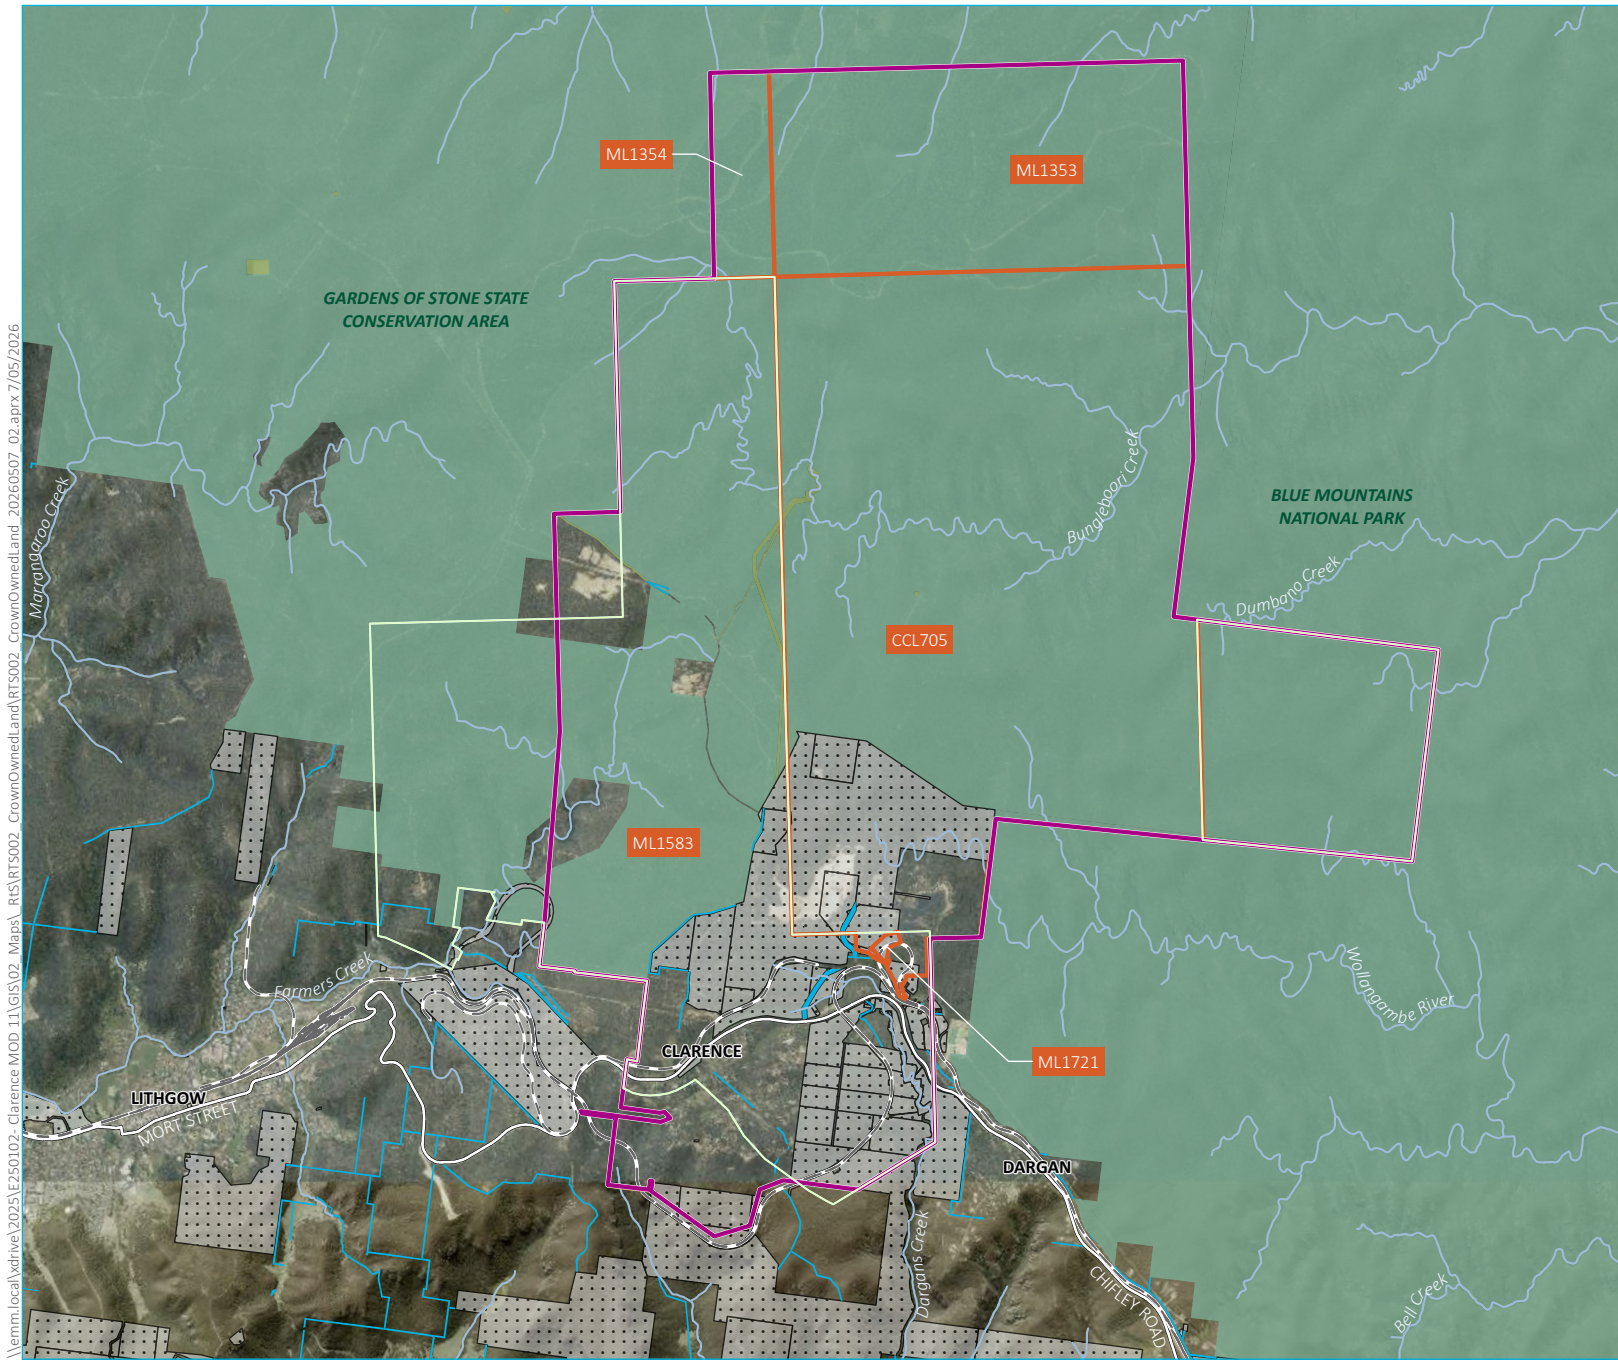 ML1354
ML1353
GARDENS OF STONE STATE
CONSERVATION AREA
Marrangaroo Creek
Bungleboori Creek
BLUE MOUNTAINS
NATIONAL PARK
Dumbano Creek
CCL705
ML1583
Farmers Creek
Wollangambe River
CLARENCE
ML1721
LITHGOW
MORT STREET
DARGAN
Dargans Creek
CHIFLEY ROAD
Bell Creek
\\emm.local\xdrive\2025\E250102- Clarence MOD 11\GIS\02_Maps\_RtS\RTS002_CrownOwnedLand\RTS002_CrownOwnedLand_20260507_02.aprx 7/05/2026